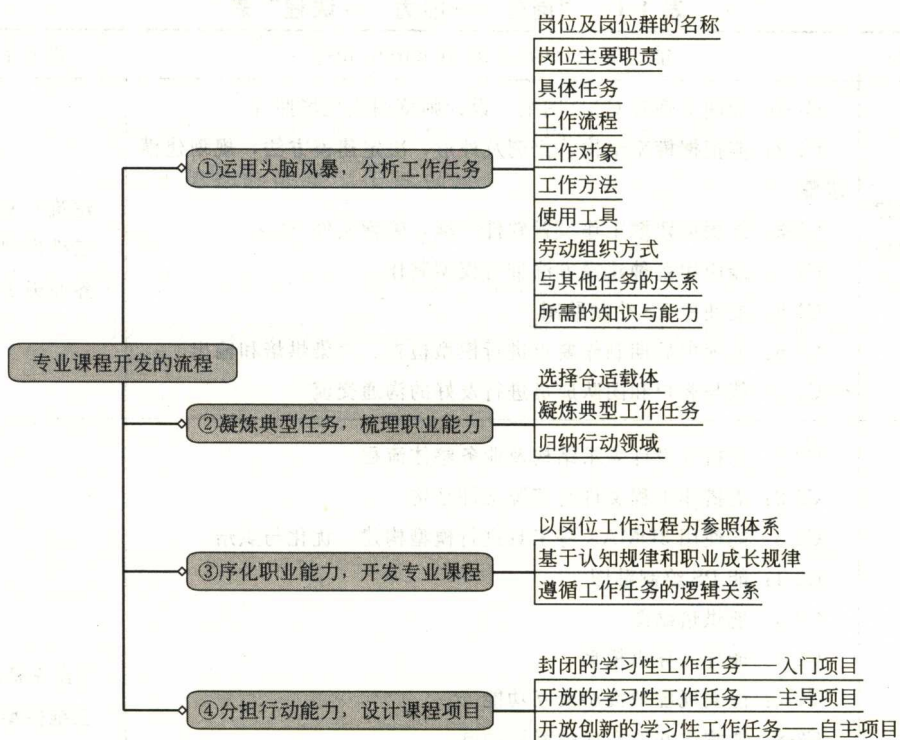 专业课程开发的流程
①运用头脑风暴，分析工作任务
岗位及岗位群的名称
岗位主要职责
具体任务
工作流程
工作对象
工作方法
使用工具
劳动组织方式
与其他任务的关系
所需的知识与能力
②凝炼典型任务，梳理职业能力
选择合适载体
凝炼典型工作任务
归纳行动领域
③序化职业能力，开发专业课程
以岗位工作过程为参照体系
基于认知规律和职业成长规律
遵循工作任务的逻辑关系
④分担行动能力，设计课程项目
封闭的学习性工作任务——入门项目
开放的学习性工作任务——主导项目
开放创新的学习性工作任务——自主项目